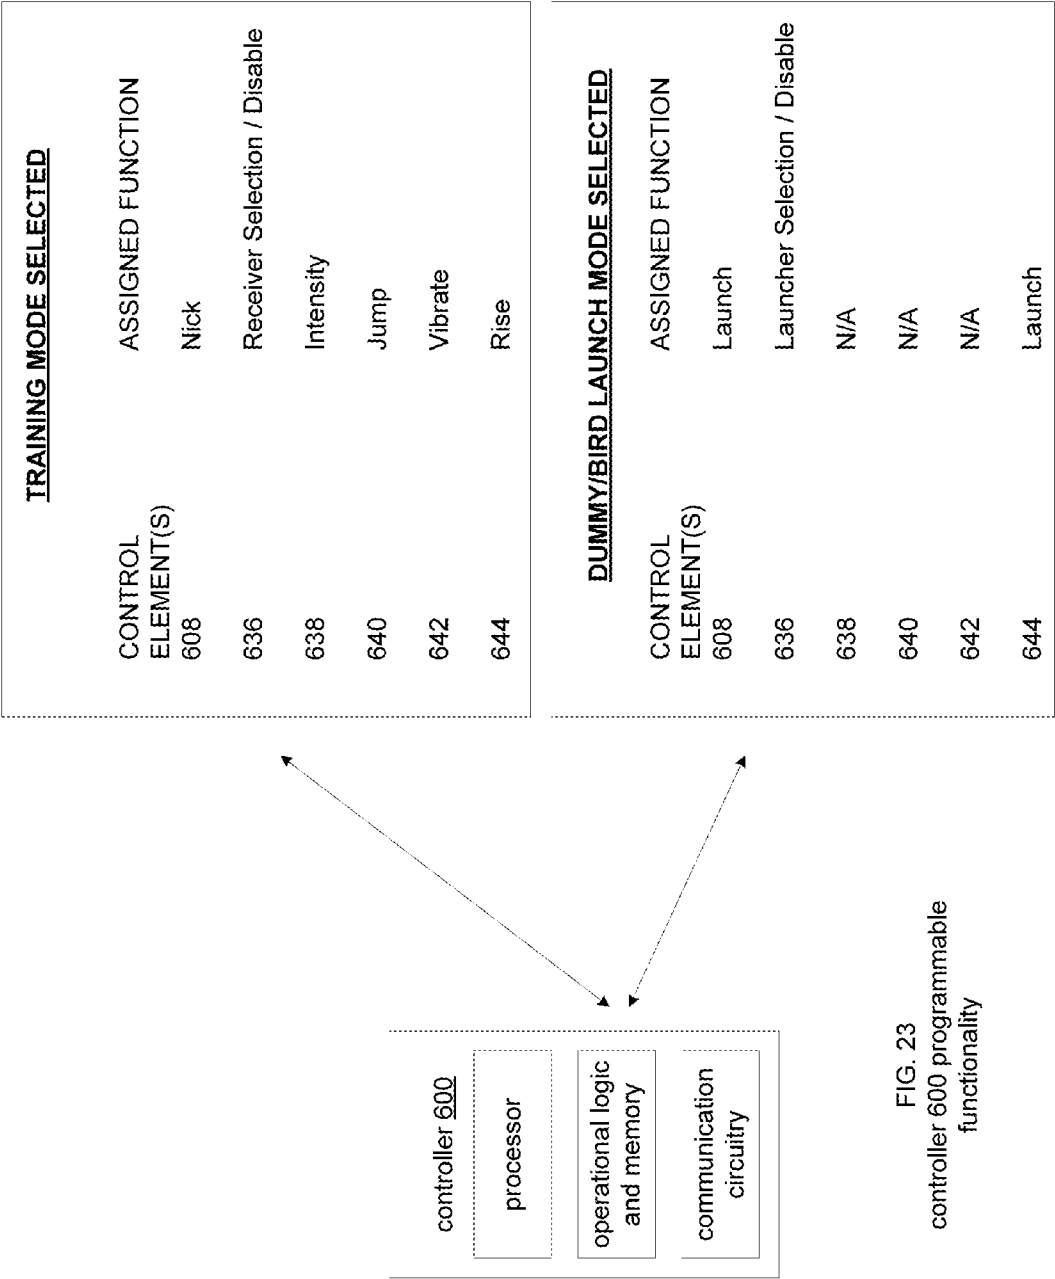 controller 600
processor
operational logic
and memory
communication
circuitry
TRAINING MODE SELECTED
CONTROL
ELEMENT(S)
ASSIGNED FUNCTION
608 Nick
636 Receiver Selection / Disable
638 Intensity
640 Jump
642 Vibrate
644 Rise
DUMMY/BIRD LAUNCH MODE SELECTED
CONTROL
ELEMENT(S)
ASSIGNED FUNCTION
608 Launch
636 Launcher Selection / Disable
638 N/A
640 N/A
642 N/A
644 Launch
FIG. 23
controller 600 programmable
functionality